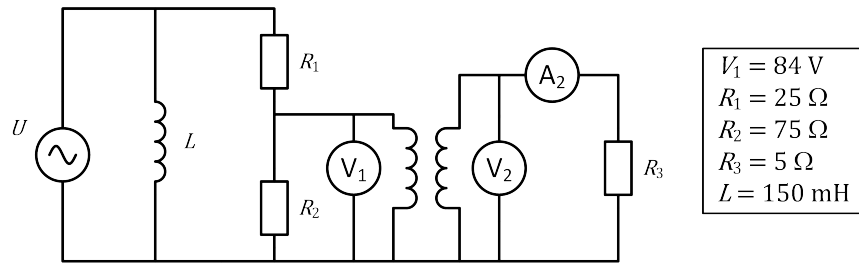 U
L
R₁
R₂
V₁
V₂
A₂
R₃
V₁ = 84 V
R₁ = 25 Ω
R₂ = 75 Ω
R₃ = 5 Ω
L = 150 mH